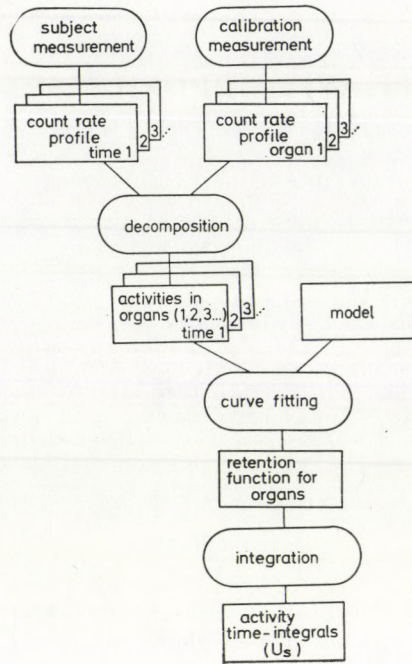 subject
measurement
calibration
measurement
count rate
profile
time 1
2
3...
count rate
profile
organ 1
2
3...
decomposition
activities in
organs (1,2,3...)
time 1
2
3...
model
curve fitting
retention
function for
organs
integration
activity
time-integrals
(Us)